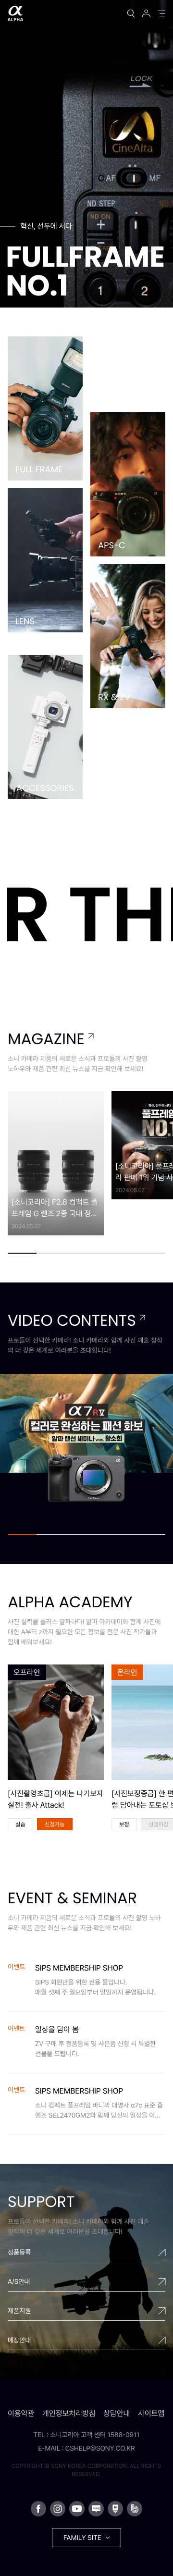 α
ALPHA
LOCK
CineAlta
AF
MF
ND STEP
ND ON
1
2
혁신, 선두에 서다
FULLFRAME
NO.1
FULL FRAME
APS-C
LENS
RX &
ACCESSORIES
R TH
MAGAZINE
소니 카메라 제품의 새로운 소식과 프로들의 사진 촬영
노하우와 제품 관련 최신 뉴스를 지금 확인해 보세요!
[소니코리아] F2.8 컴팩트 풀
프레임 G 렌즈 2종 국내 정...
2024.05.07
혁신, 선두에 서다
풀프레
NO
[소니코리아] 풀프레
라 판매 1위 기념 사
2024.05.07
VIDEO CONTENTS
프로들이 선택한 카메라! 소니 카메라와 함께 사진 예술 창작
의 더 깊은 세계로 여러분을 초대합니다!
α7RV
컬러로 완성하는 패션 화보
알파 렌선 세미나 with. 황소희
ALPHA ACADEMY
사진 실력을 플러스 알파하다! 알파 아카데미와 함께 사진에
대한 A부터 z까지 필요한 모든 정보를 전문 사진 작가들과
함께 배워보세요!
오프라인
[사진촬영초급] 이제는 나가보자
실전! 출사 Attack!
실습
신청가능
온라인
[사진보정중급] 한 편
럼 담아내는 포토샵 보
보정
신청마감
EVENT & SEMINAR
소니 카메라 제품의 새로운 소식과 프로들의 사진 촬영 노하
우와 제품 관련 최신 뉴스를 지금 확인해 보세요!
이벤트
SIPS MEMBERSHIP SHOP
SIPS 회원만을 위한 전용 몰입니다.
매월 셋째 주 월요일부터 말일까지 운영됩니다.
이벤트
일상을 담아 봄
ZV 구매 후 정품등록 및 사은품 신청 시 특별한
선물을 드립니다.
이벤트
SIPS MEMBERSHIP SHOP
소니 컴팩트 풀프레임 바디의 대명사 α7c 표준 줌
렌즈 SEL2470GM2와 함께 당신의 일상을 이...
SUPPORT
프로들이 선택한 카메라! 소니 카메라와 함께 사진 예술
창작의 더 깊은 세계로 여러분을 초대합니다!
정품등록
A/S안내
제품지원
매장안내
이용약관
개인정보처리방침
상담안내
사이트맵
TEL : 소니코리아 고객 센터 1588-0911
E-MAIL : CSHELP@SONY.CO.KR
COPYRIGHT © SONY KOREA CORPORATION. ALL RIGHTS
RESERVED.
FAMILY SITE